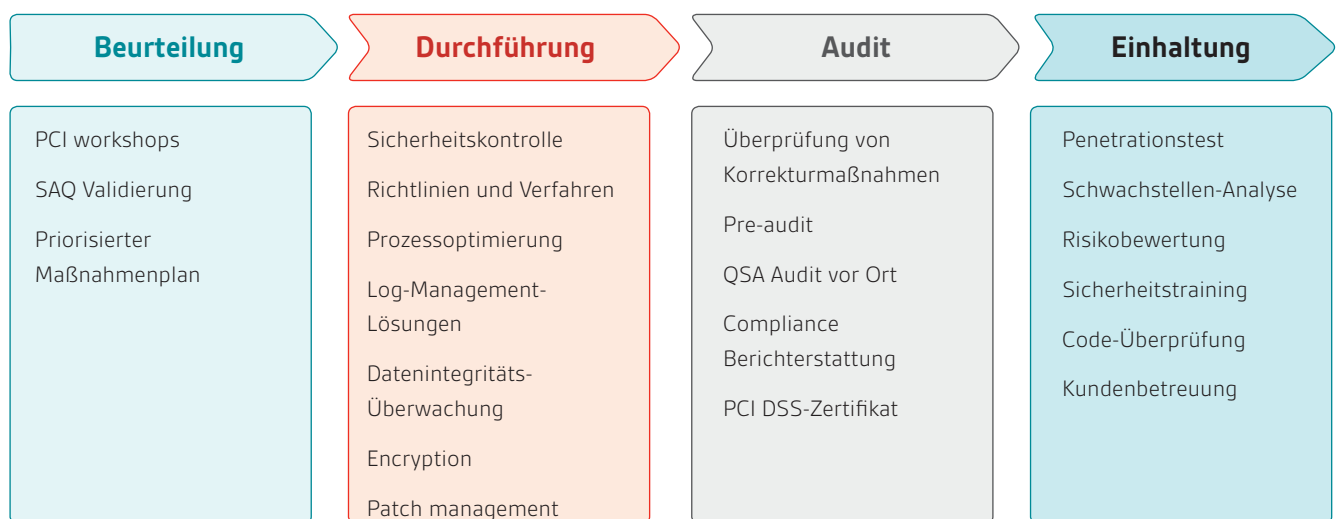 Beurteilung
PCI workshops
SAQ Validierung
Priorisierter
Maßnahmenplan
Durchführung
Sicherheitskontrolle
Richtlinien und Verfahren
Prozessoptimierung
Log-Management-
Lösungen
Datenintegritäts-
Überwachung
Encryption
Patch management
Audit
Überprüfung von
Korrekturmaßnahmen
Pre-audit
QSA Audit vor Ort
Compliance
Berichterstattung
PCI DSS-Zertifikat
Einhaltung
Penetrationstest
Schwachstellen-Analyse
Risikobewertung
Sicherheitstraining
Code-Überprüfung
Kundenbetreuung